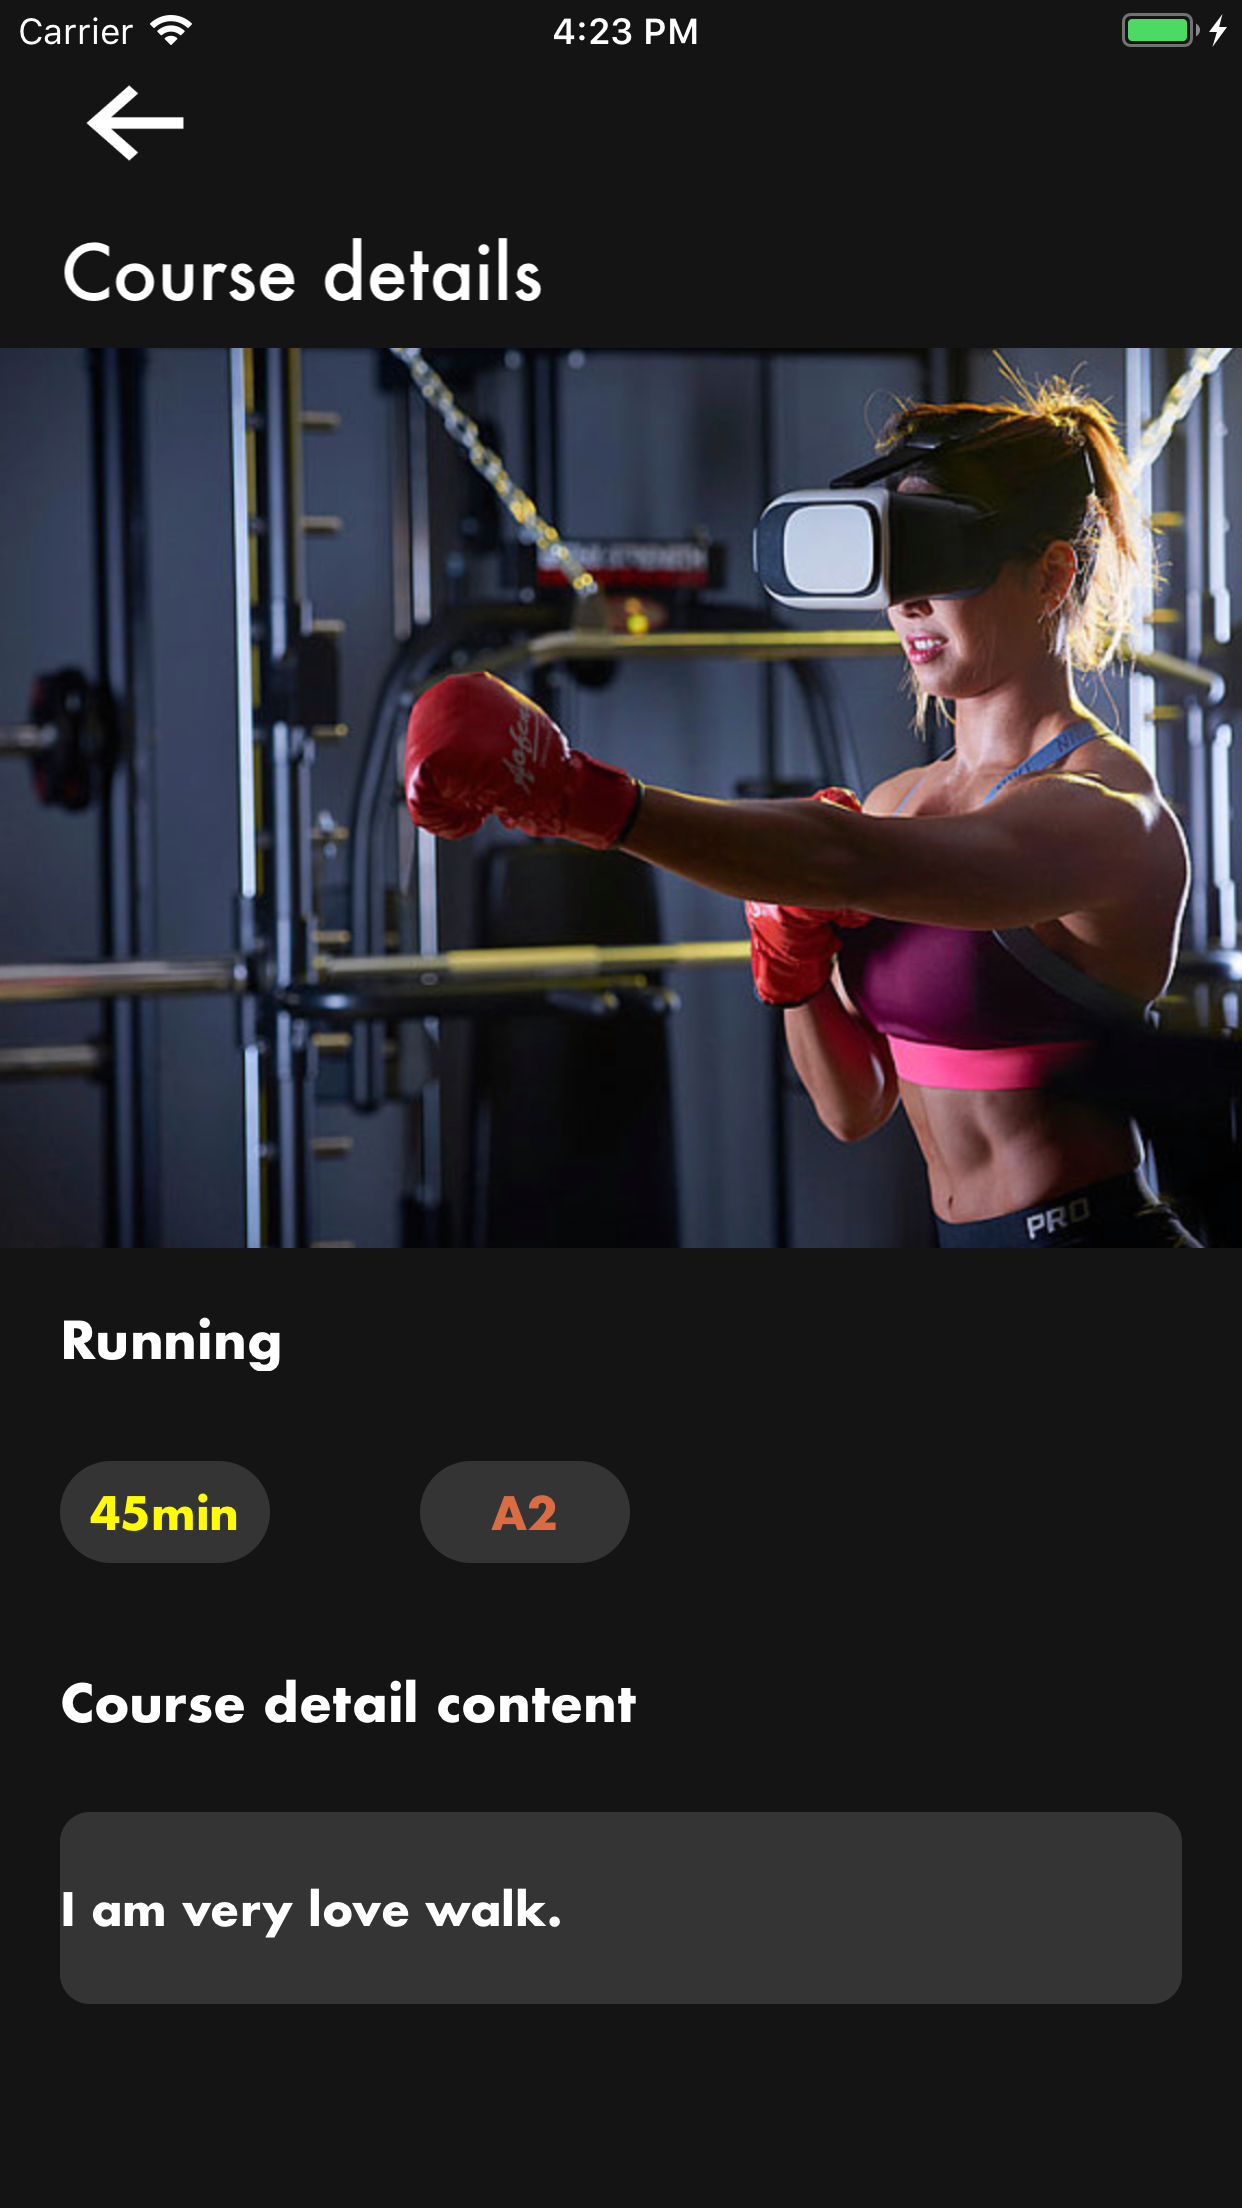 Carrier
4:23 PM
Course details
PRO
Running
45min
A2
Course detail content
I am very love walk.